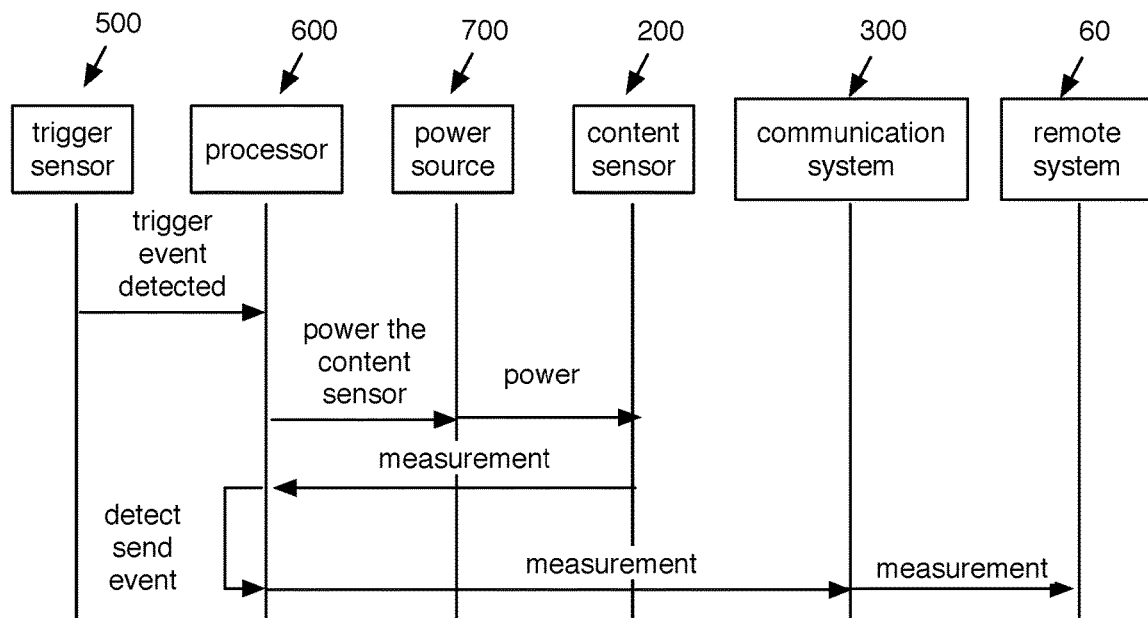 500
600
700
200
300
60
trigger
sensor
processor
power
source
content
sensor
communication
system
remote
system
trigger
event
detected
power the
content
sensor
power
measurement
detect
send
event
measurement
measurement